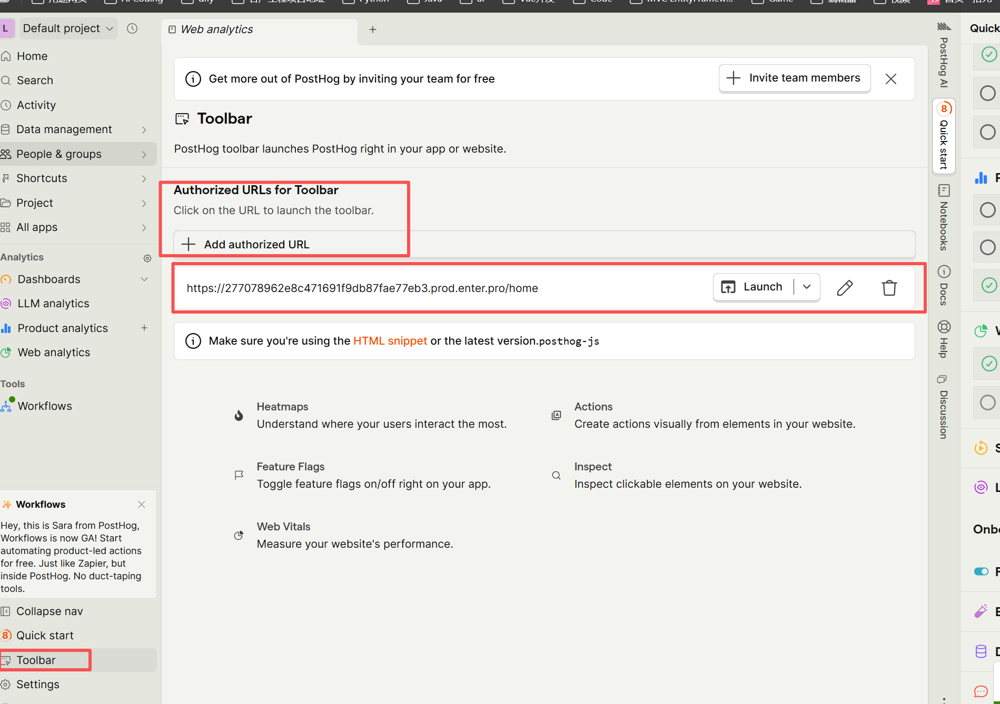 L
Default project
Home
Search
Activity
Data management
People & groups
Shortcuts
Project
All apps
Analytics
Dashboards
LLM analytics
Product analytics
Web analytics
Tools
Workflows
Workflows
Hey, this is Sara from PostHog,
Workflows is now GA! Start
automating product-led actions
for free. Just like Zapier, but
inside PostHog. No duct-taping
tools.
Collapse nav
8 Quick start
Toolbar
Settings
Web analytics
Get more out of PostHog by inviting your team for free
Invite team members
Toolbar
PostHog toolbar launches PostHog right in your app or website.
Authorized URLs for Toolbar
Click on the URL to launch the toolbar.
Add authorized URL
https://277078962e8c471691f9db87fae77eb3.prod.enter.pro/home
Launch
Make sure you're using the HTML snippet or the latest version.posthog-js
Heatmaps
Understand where your users interact the most.
Actions
Create actions visually from elements in your website.
Feature Flags
Toggle feature flags on/off right on your app.
Inspect
Inspect clickable elements on your website.
Web Vitals
Measure your website's performance.
PostHog AI
8 Quick start
Notebooks
Docs
Help
Discussion
Quick